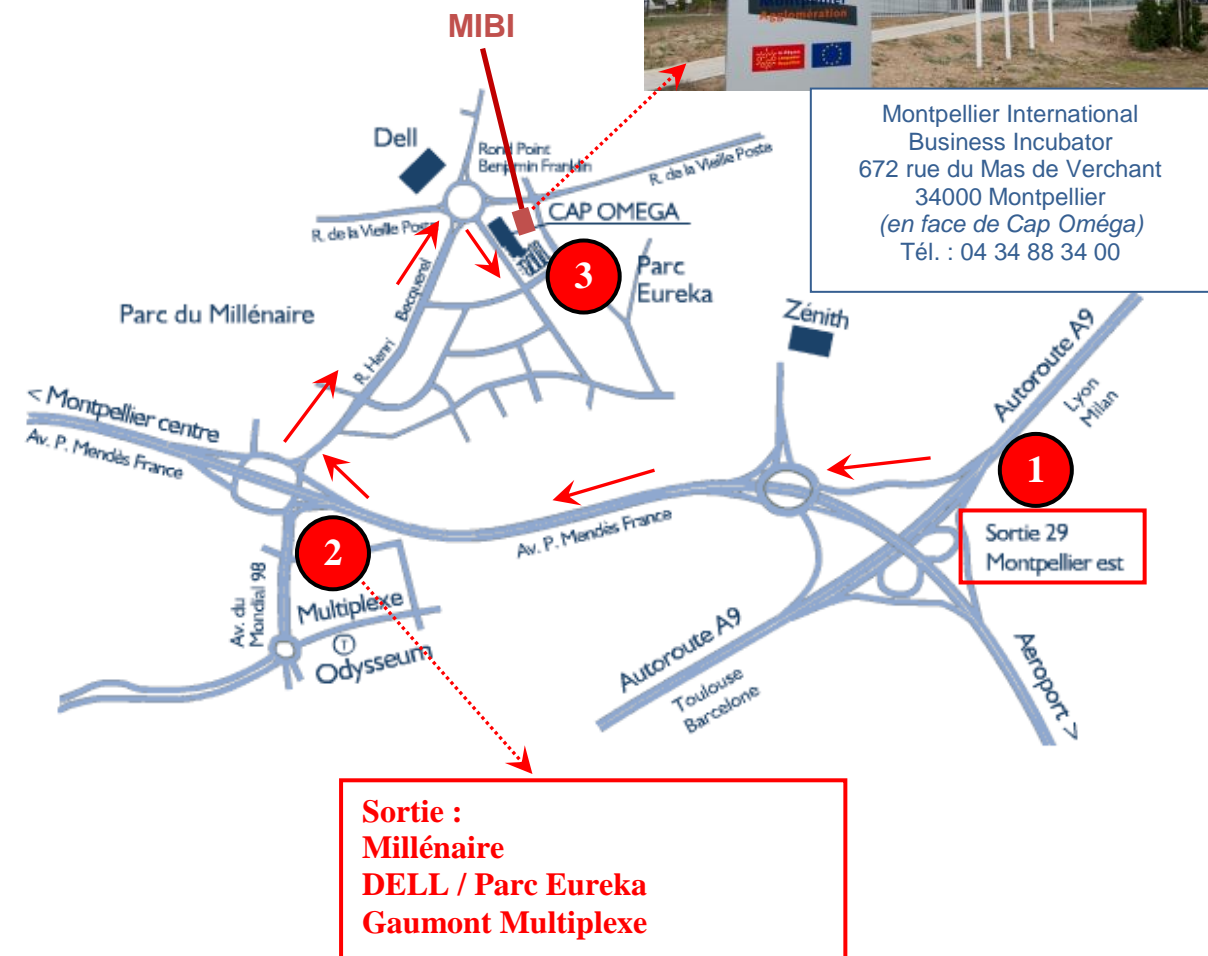 Montpellier
Agglomération
MIBI
Montpellier International
Business Incubator
672 rue du Mas de Verchant
34000 Montpellier
(en face de Cap Oméga)
Tél. : 04 34 88 34 00
Dell
Rond Point
Benjamin Franklin
R. de la Vieille Poste
R. de la Vieille Poste
CAP OMEGA
3
Parc
Eureka
Parc du Millénaire
R. Henri Becquerel
Zénith
Autoroute A9
Lyon
Milan
< Montpellier centre
Av. P. Mendès France
1
Sortie 29
Montpellier est
Av. P. Mendès France
2
Av. du
Mondial 98
Multiplexe
T
Odysseum
Autoroute A9
Toulouse
Barcelone
Aeroport >
Sortie :
Millénaire
DELL / Parc Eureka
Gaumont Multiplexe